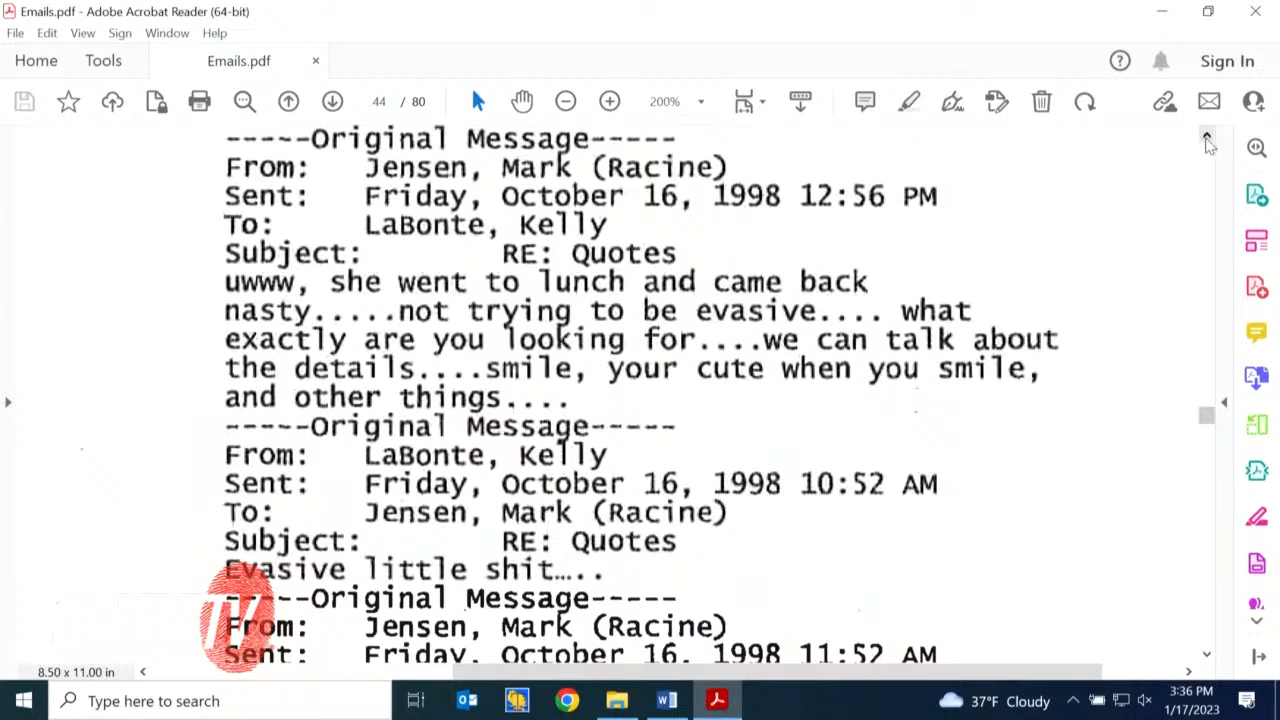 Emails.pdf - Adobe Acrobat Reader (64-bit)
File Edit View Sign Window Help
Home Tools Emails.pdf × Sign In
44 / 80 200%
-----Original Message-----
From: Jensen, Mark (Racine)
Sent: Friday, October 16, 1998 12:56 PM
To: LaBonte, Kelly
Subject: RE: Quotes
uwww, she went to lunch and came back
nasty.....not trying to be evasive.... what
exactly are you looking for....we can talk about
the details....smile, your cute when you smile,
and other things....
-----Original Message-----
From: LaBonte, Kelly
Sent: Friday, October 16, 1998 10:52 AM
To: Jensen, Mark (Racine)
Subject: RE: Quotes
Evasive little shit…..
-----Original Message-----
From: Jensen, Mark (Racine)
Sent: Friday, October 16, 1998 11:52 AM
TV
8.50 x 11.00 in
Type here to search
37°F Cloudy
3:36 PM
1/17/2023